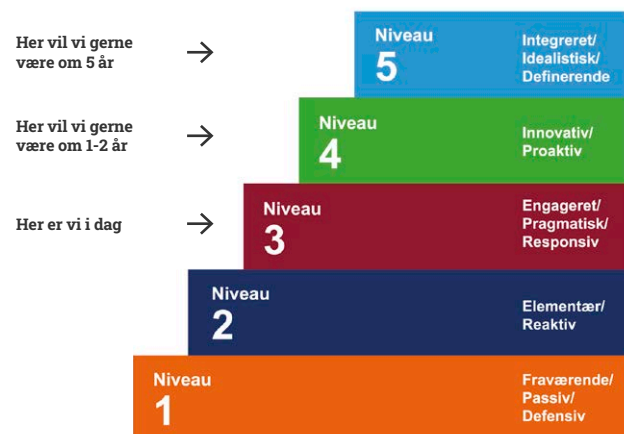 Her vil vi gerne
være om 5 år
Niveau
5
Integreret/
Idealistisk/
Definerende
Her vil vi gerne
være om 1-2 år
Niveau
4
Innovativ/
Proaktiv
Her er vi i dag
Niveau
3
Engageret/
Pragmatisk/
Responsiv
Niveau
2
Elementær/
Reaktiv
Niveau
1
Fraværende/
Passiv/
Defensiv